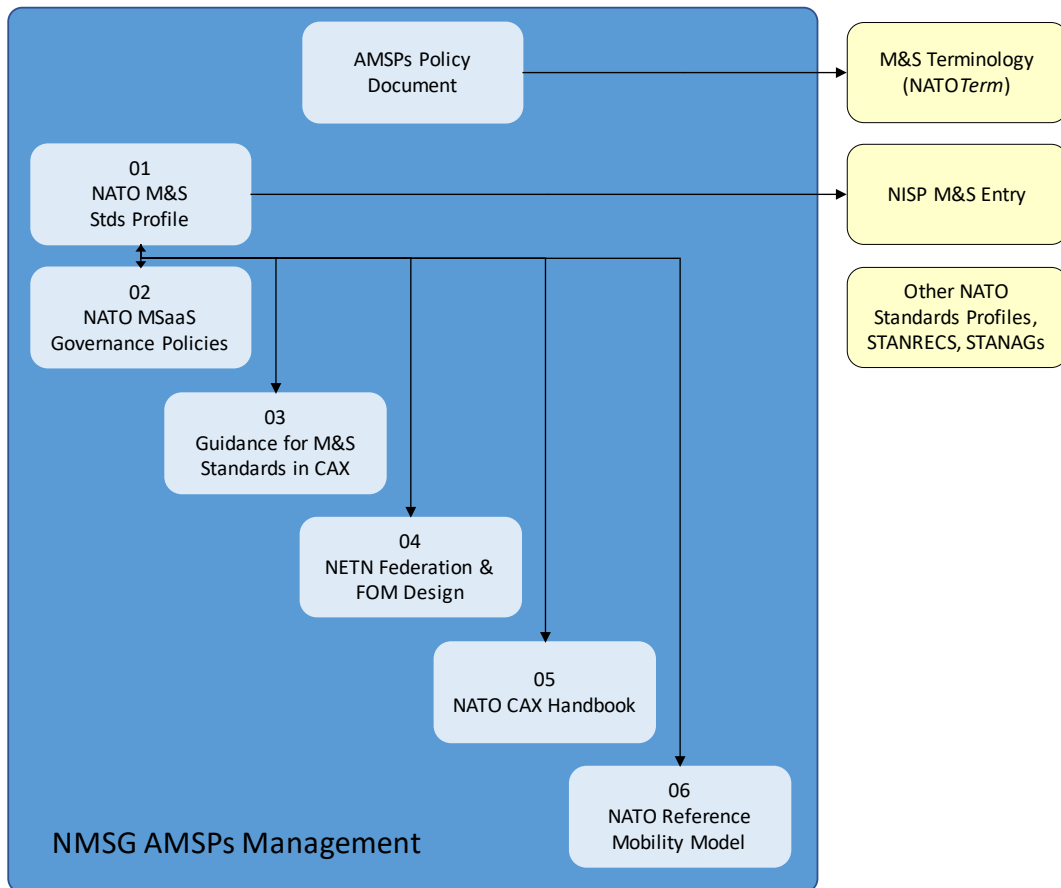 AMSPs Policy
Document
M&S Terminology
(NATOTerm)
01
NATO M&S
Stds Profile
NISP M&S Entry
02
NATO MSaaS
Governance Policies
Other NATO
Standards Profiles,
STANRECS, STANAGs
03
Guidance for M&S
Standards in CAX
04
NETN Federation &
FOM Design
05
NATO CAX Handbook
06
NATO Reference
Mobility Model
NMSG AMSPs Management